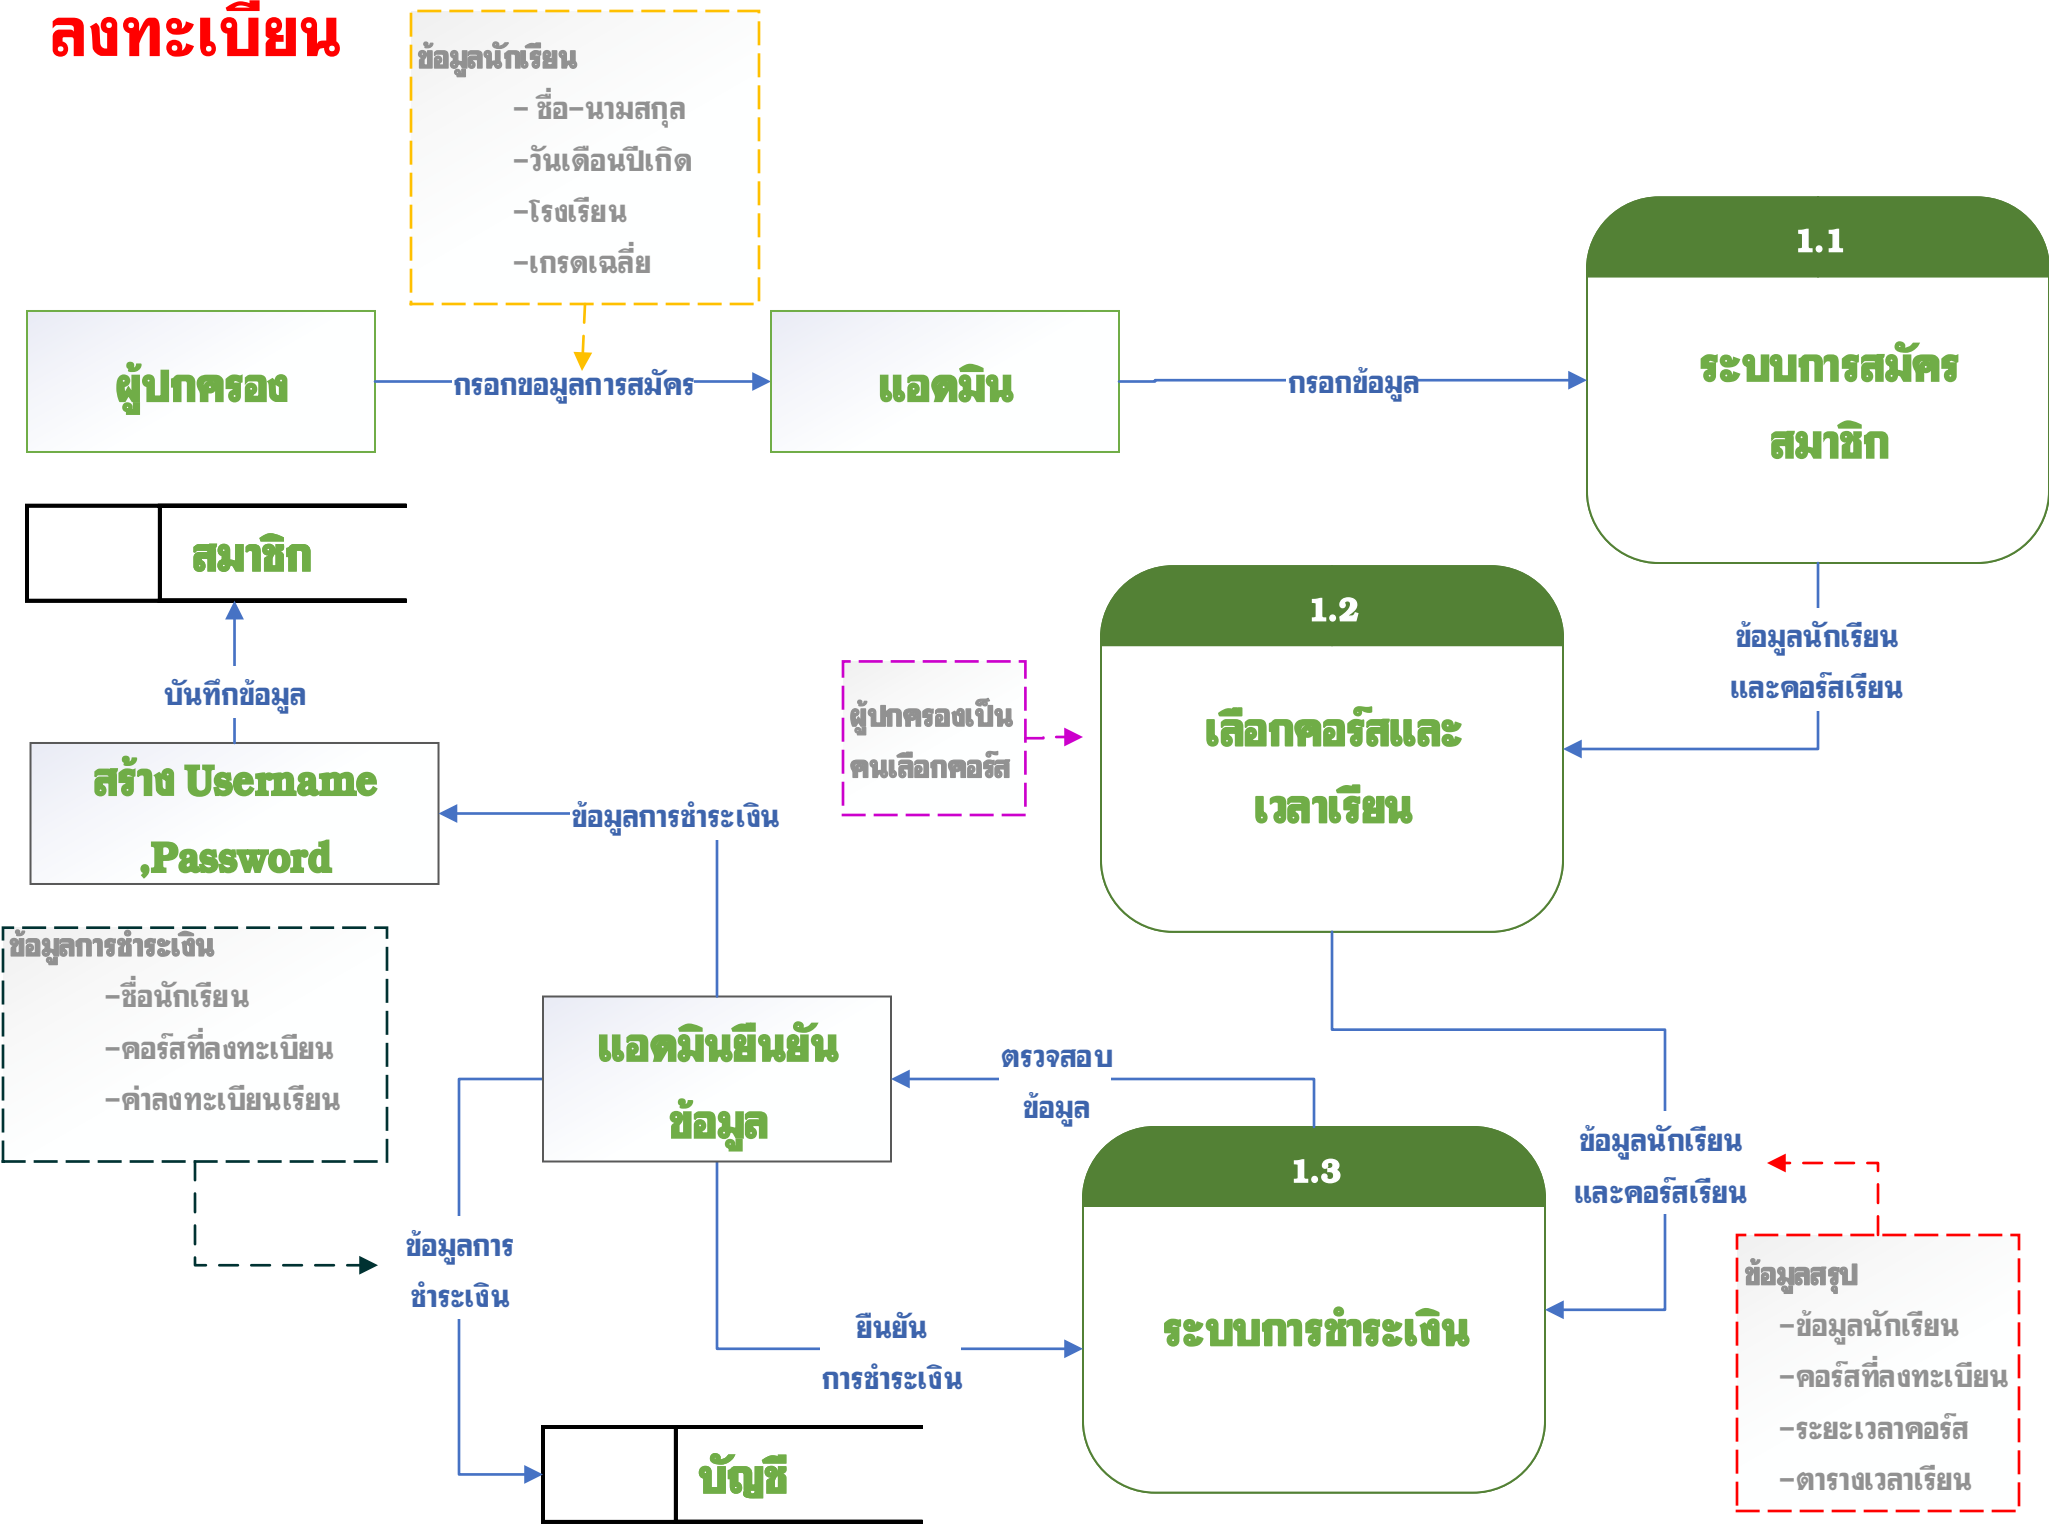 ลงทะเบียน
ข้อมูลนักเรียน
- ชื่อ-นามสกุล
-วันเดือนปีเกิด
-โรงเรียน
-เกรดเฉลี่ย
ผู้ปกครอง
กรอกขอมูลการสมัคร
แอดมิน
กรอกข้อมูล
1.1
ระบบการสมัคร
สมาชิก
สมาชิก
1.2
เลือกคอร์สและ
เวลาเรียน
ข้อมูลนักเรียน
และคอร์สเรียน
บันทึกข้อมูล
ผู้ปกครองเป็น
คนเลือกคอร์ส
สร้าง Username
,Password
ข้อมูลการชำระเงิน
ข้อมูลการชำระเงิน
-ชื่อนักเรียน
-คอร์สที่ลงทะเบียน
-ค่าลงทะเบียนเรียน
แอดมินยืนยัน
ข้อมูล
ตรวจสอบ
ข้อมูล
1.3
ระบบการชำระเงิน
ข้อมูลนักเรียน
และคอร์สเรียน
ข้อมูลการ
ชำระเงิน
ยืนยัน
การชำระเงิน
ข้อมูลสรุป
-ข้อมูลนักเรียน
-คอร์สที่ลงทะเบียน
-ระยะเวลาคอร์ส
-ตารางเวลาเรียน
บัญชี